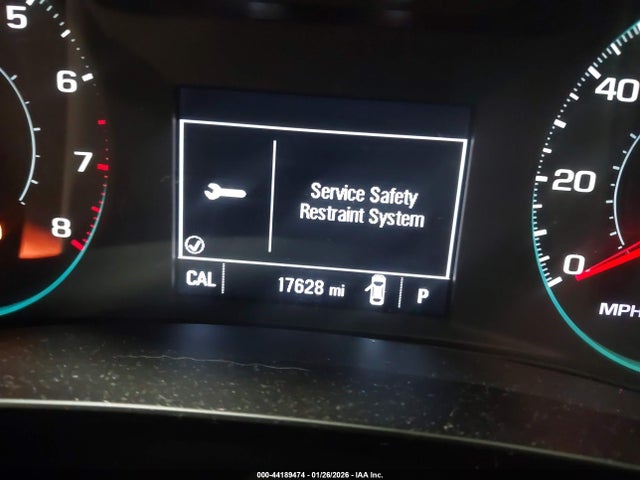 5
6
7
8
40
20
0
MPH
Service Safety
Restraint System
CAL
17628 mi
P
000-44189474 | 01/26/2026 - IAA Inc.